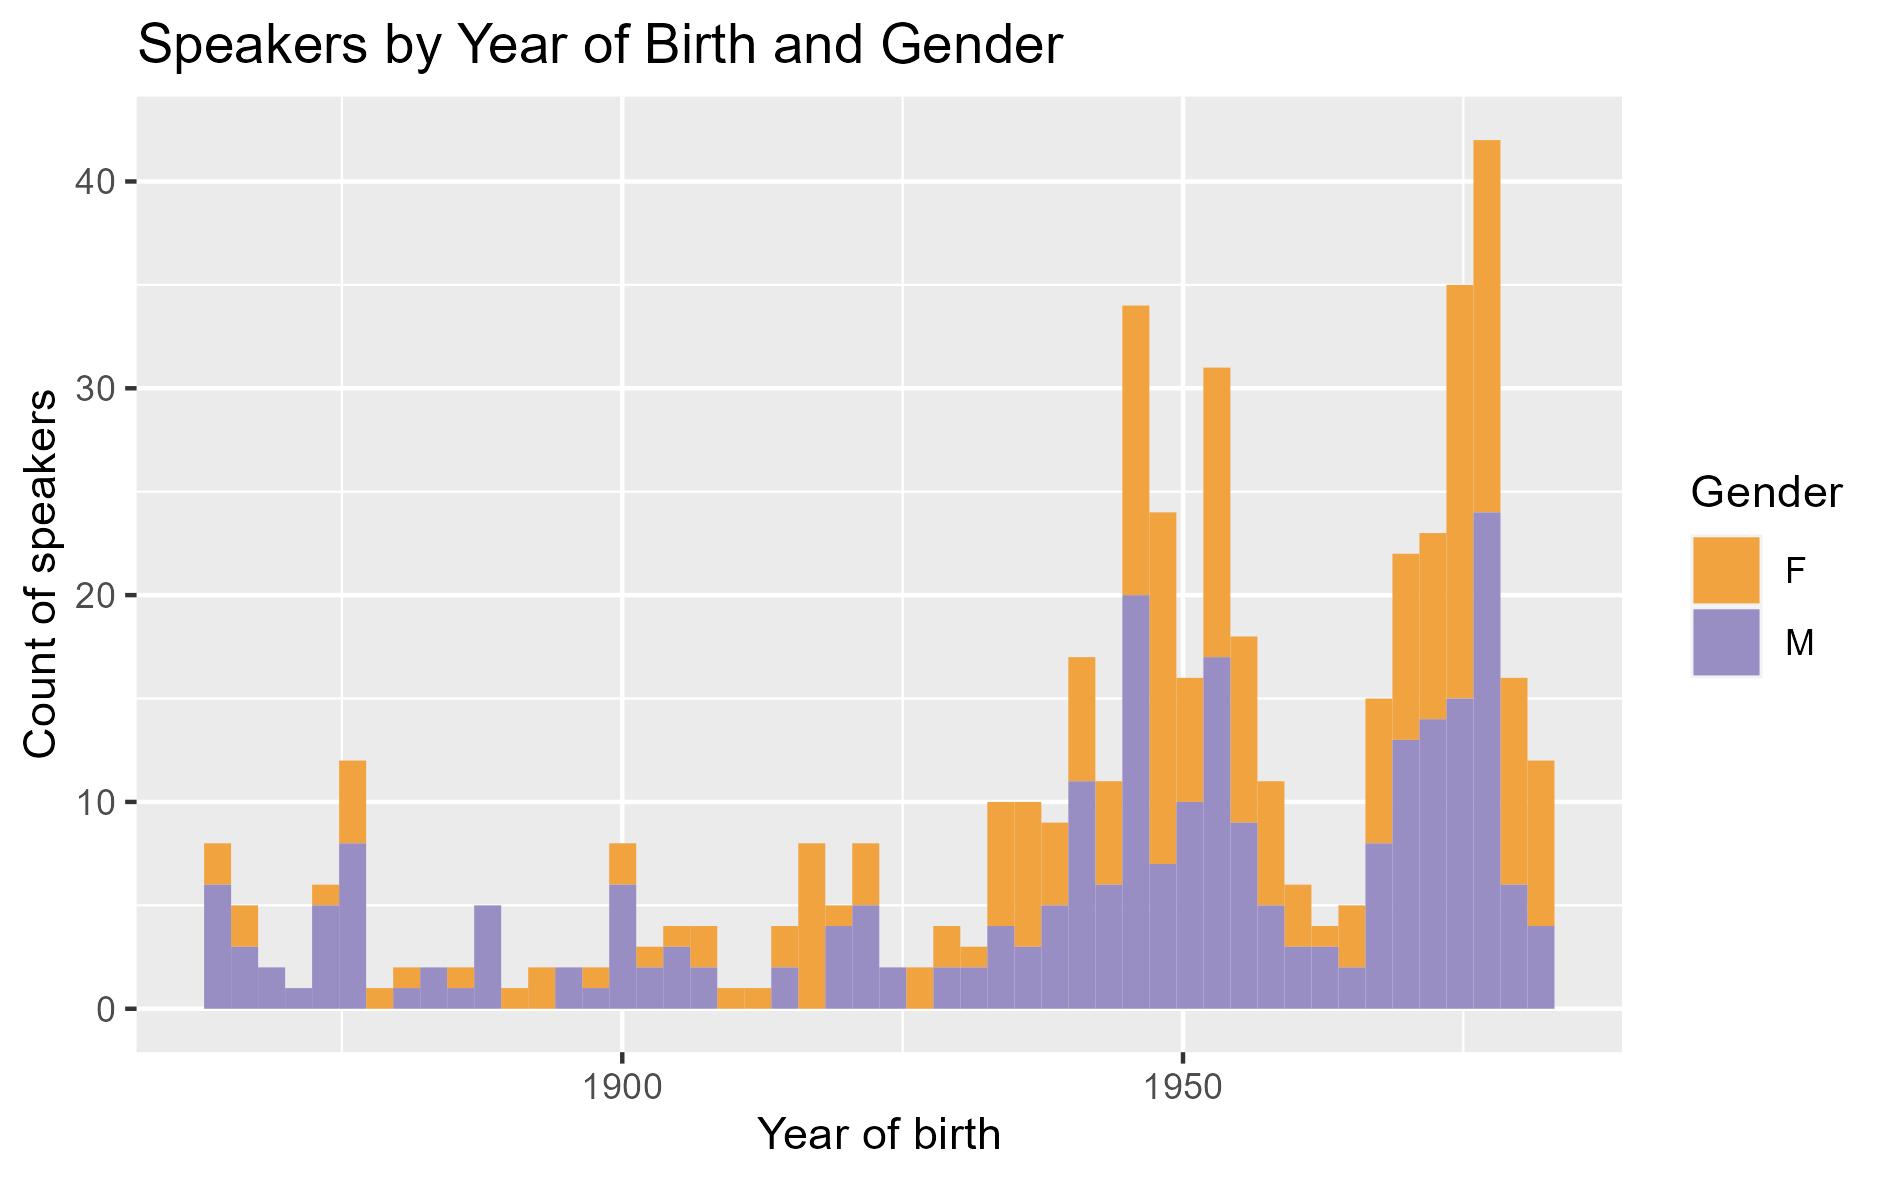 Speakers by Year of Birth and Gender
Count of speakers
40
30
20
10
0
1900
1950
Year of birth
Gender
F
M